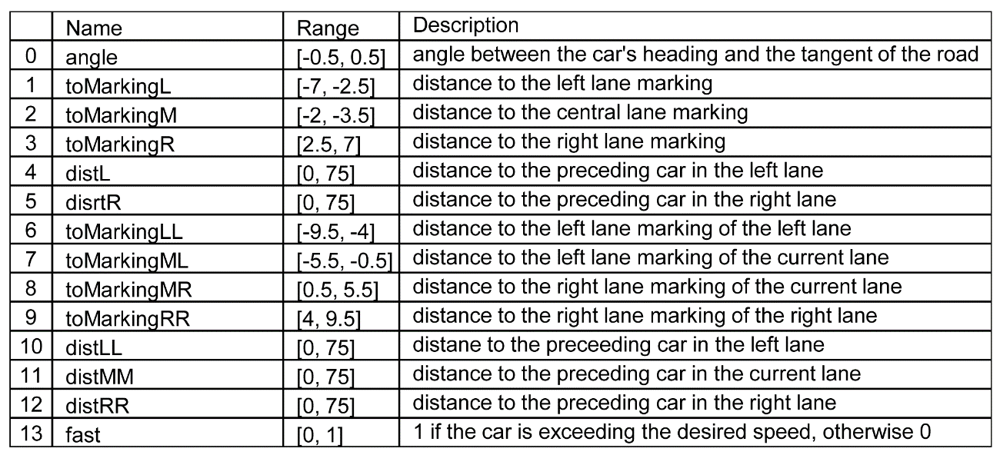 Name Range Description
0 angle [-0.5, 0.5] angle between the car's heading and the tangent of the road
1 toMarkingL [-7, -2.5] distance to the left lane marking
2 toMarkingM [-2, -3.5] distance to the central lane marking
3 toMarkingR [2.5, 7] distance to the right lane marking
4 distL [0, 75] distance to the preceding car in the left lane
5 disrtR [0, 75] distance to the preceding car in the right lane
6 toMarkingLL [-9.5, -4] distance to the left lane marking of the left lane
7 toMarkingML [-5.5, -0.5] distance to the left lane marking of the current lane
8 toMarkingMR [0.5, 5.5] distance to the right lane marking of the current lane
9 toMarkingRR [4, 9.5] distance to the right lane marking of the right lane
10 distLL [0, 75] distane to the preceeding car in the left lane
11 distMM [0, 75] distance to the preceding car in the current lane
12 distRR [0, 75] distance to the preceding car in the right lane
13 fast [0, 1] 1 if the car is exceeding the desired speed, otherwise 0